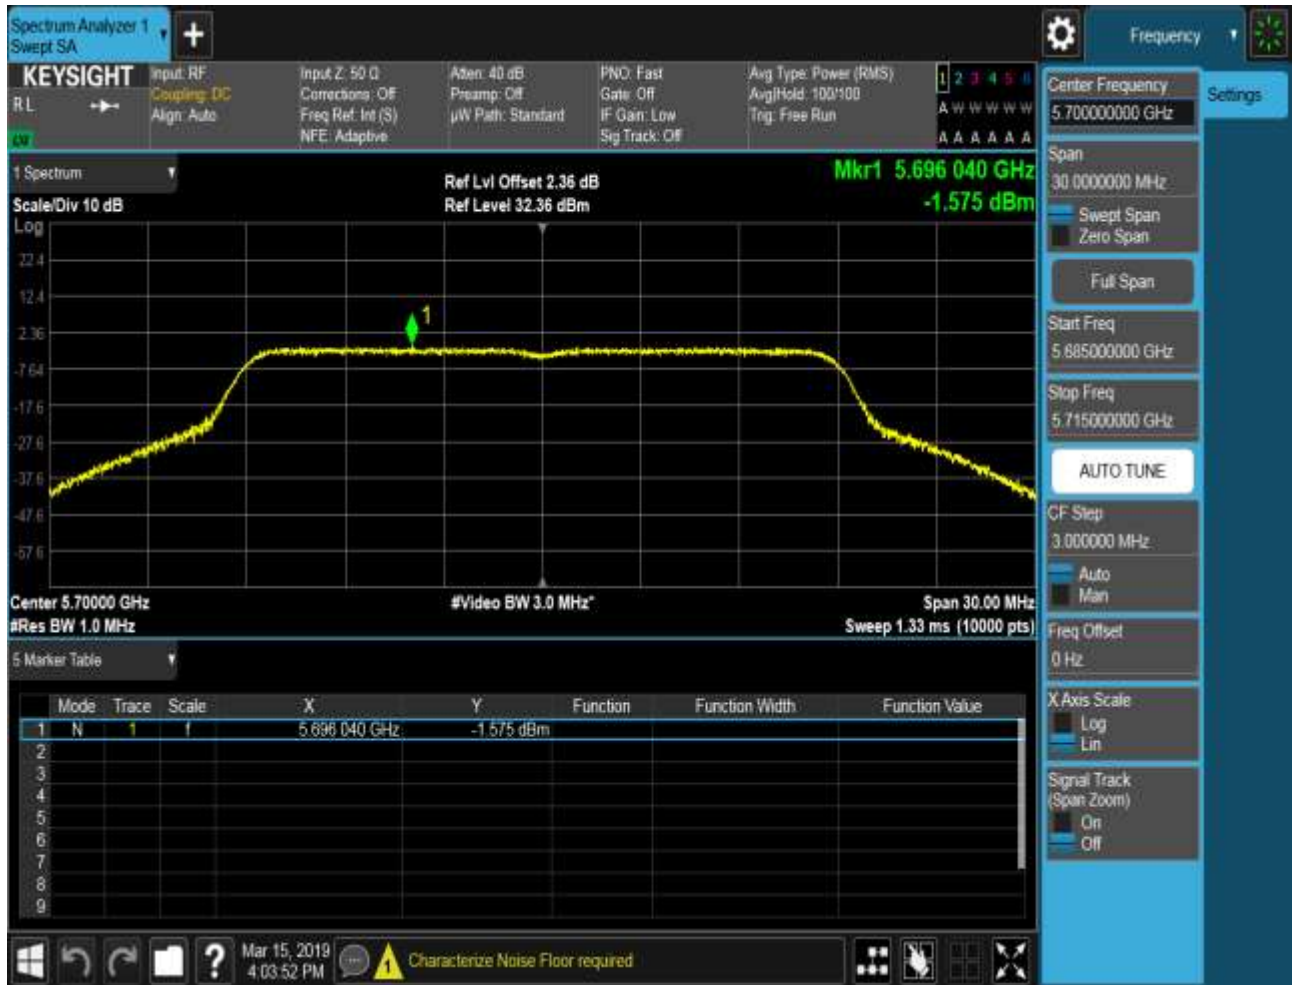 Spectrum Analyzer 1
Swept SA
Frequency
KEYSIGHT
RL
Input: RF
Coupling: DC
Align: Auto
Input Z: 50 Ω
Corrections: Off
Freq Ref: Int (S)
NFE: Adaptive
Atten: 40 dB
Preamp: Off
µW Path: Standard
PNO: Fast
Gate: Off
IF Gain: Low
Sig Track: Off
Avg Type: Power (RMS)
Avg|Hold: 100/100
Trig: Free Run
1 2 3 4 5 6
A W W W W W
A A A A A A
1 Spectrum
Scale/Div 10 dB
Log
Ref Lvl Offset 2.36 dB
Ref Level 32.36 dBm
Mkr1 5.696 040 GHz
-1.575 dBm
22.4
12.4
2.36
-7.64
-17.6
-27.6
-37.6
-47.6
-57.6
1
Center 5.70000 GHz
#Res BW 1.0 MHz
#Video BW 3.0 MHz*
Span 30.00 MHz
Sweep 1.33 ms (10000 pts)
5 Marker Table
Mode Trace Scale X Y Function Function Width Function Value
1 N 1 f 5.696 040 GHz -1.575 dBm
2
3
4
5
6
7
8
9
Mar 15, 2019
4:03:52 PM
1
Characterize Noise Floor required
Center Frequency
5.700000000 GHz
Settings
Span
30.0000000 MHz
Swept Span
Zero Span
Full Span
Start Freq
5.685000000 GHz
Stop Freq
5.715000000 GHz
AUTO TUNE
CF Step
3.000000 MHz
Auto
Man
Freq Offset
0 Hz
X Axis Scale
Log
Lin
Signal Track
(Span Zoom)
On
Off